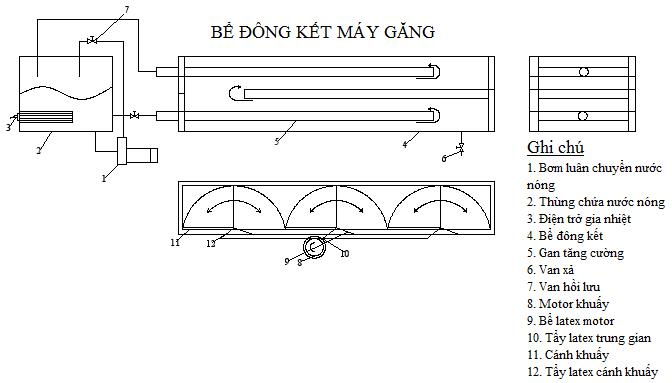 7
BỂ ĐÔNG KẾT MÁY GĂNG
3
2
1
5
4
6
11
12
9
8
10
Ghi chú
1. Bơm luân chuyển nước
nóng
2. Thùng chứa nước nóng
3. Điện trở gia nhiệt
4. Bể đông kết
5. Gan tăng cường
6. Van xả
7. Van hồi lưu
8. Motor khuấy
9. Bể latex motor
10. Tẩy latex trung gian
11. Cánh khuấy
12. Tẩy latex cánh khuấy